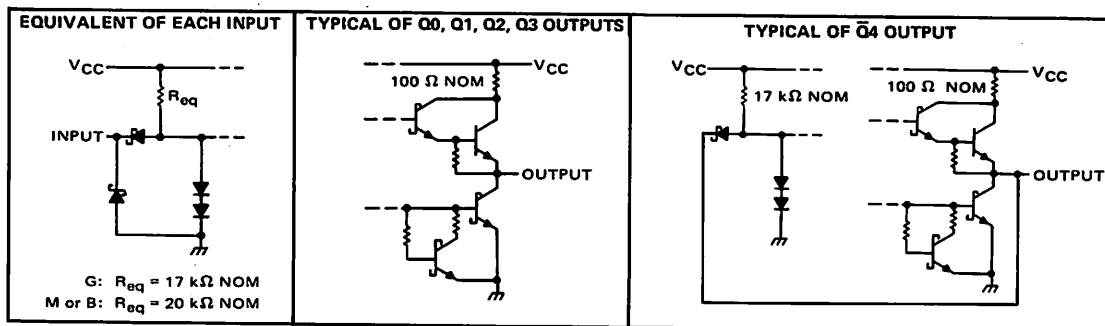 EQUIVALENT OF EACH INPUT
VCC
Req
INPUT
G: Req = 17 kΩ NOM
M or B: Req = 20 kΩ NOM
TYPICAL OF Q0, Q1, Q2, Q3 OUTPUTS
VCC
100 Ω NOM
OUTPUT
TYPICAL OF Q̅4 OUTPUT
VCC
17 kΩ NOM
100 Ω NOM
VCC
OUTPUT